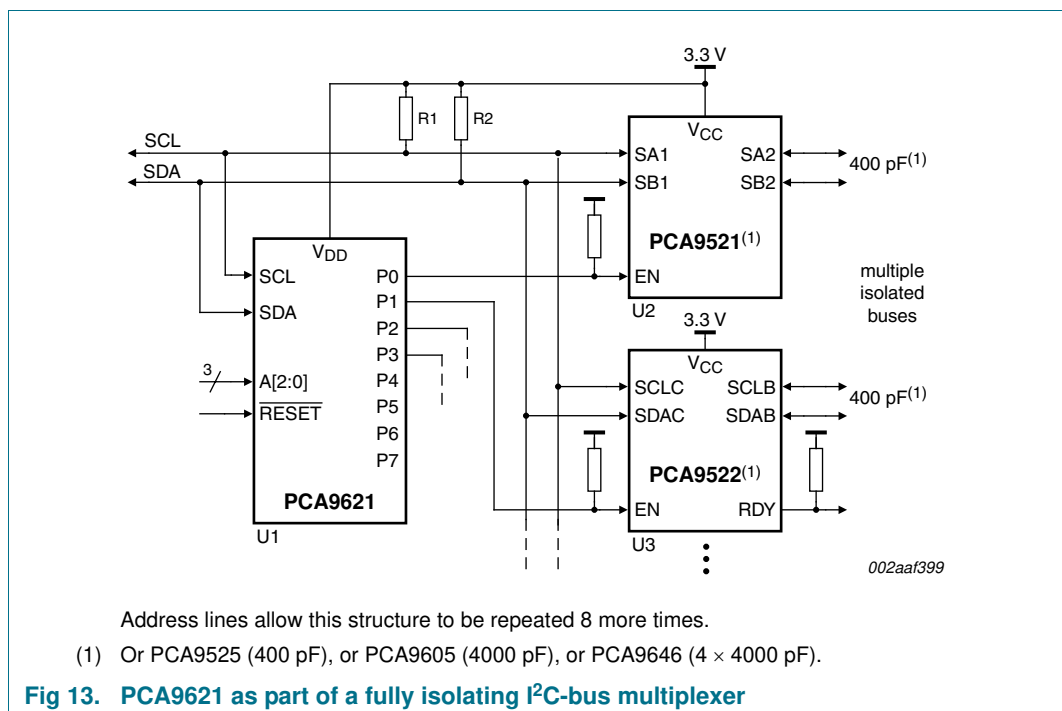 3.3 V
R1
R2
SCL
SDA
VCC
SA1
SA2
SB1
SB2
400 pF(1)
PCA9521(1)
EN
U2
multiple
isolated
buses
VDD
SCL
SDA
3
A[2:0]
RESET
P0
P1
P2
P3
P4
P5
P6
P7
PCA9621
U1
3.3 V
VCC
SCLC
SCLB
SDAC
SDAB
400 pF(1)
PCA9522(1)
EN
RDY
U3
002aaf399
Address lines allow this structure to be repeated 8 more times.
(1) Or PCA9525 (400 pF), or PCA9605 (4000 pF), or PCA9646 (4 × 4000 pF).
Fig 13. PCA9621 as part of a fully isolating I2C-bus multiplexer